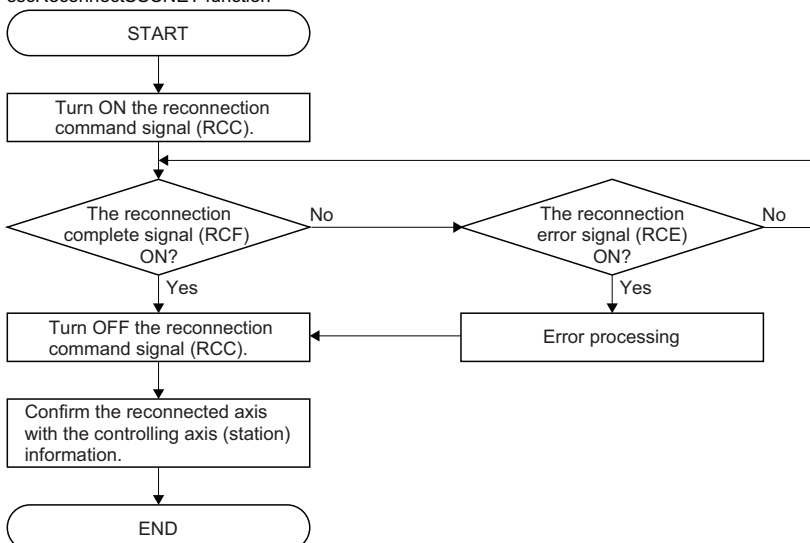 sscReconnectSSCNET function
START
Turn ON the reconnection
command signal (RCC).
The reconnection
complete signal (RCF)
ON?
No
The reconnection
error signal (RCE)
ON?
No
Yes
Yes
Turn OFF the reconnection
command signal (RCC).
Error processing
Confirm the reconnected axis
with the controlling axis (station)
information.
END